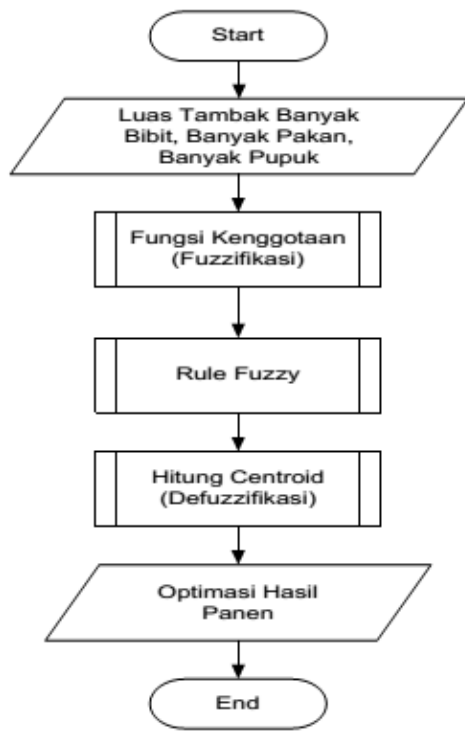 Start
Luas Tambak Banyak
Bibit, Banyak Pakan,
Banyak Pupuk
Fungsi Kenggotaan
(Fuzzifikasi)
Rule Fuzzy
Hitung Centroid
(Defuzzifikasi)
Optimasi Hasil
Panen
End